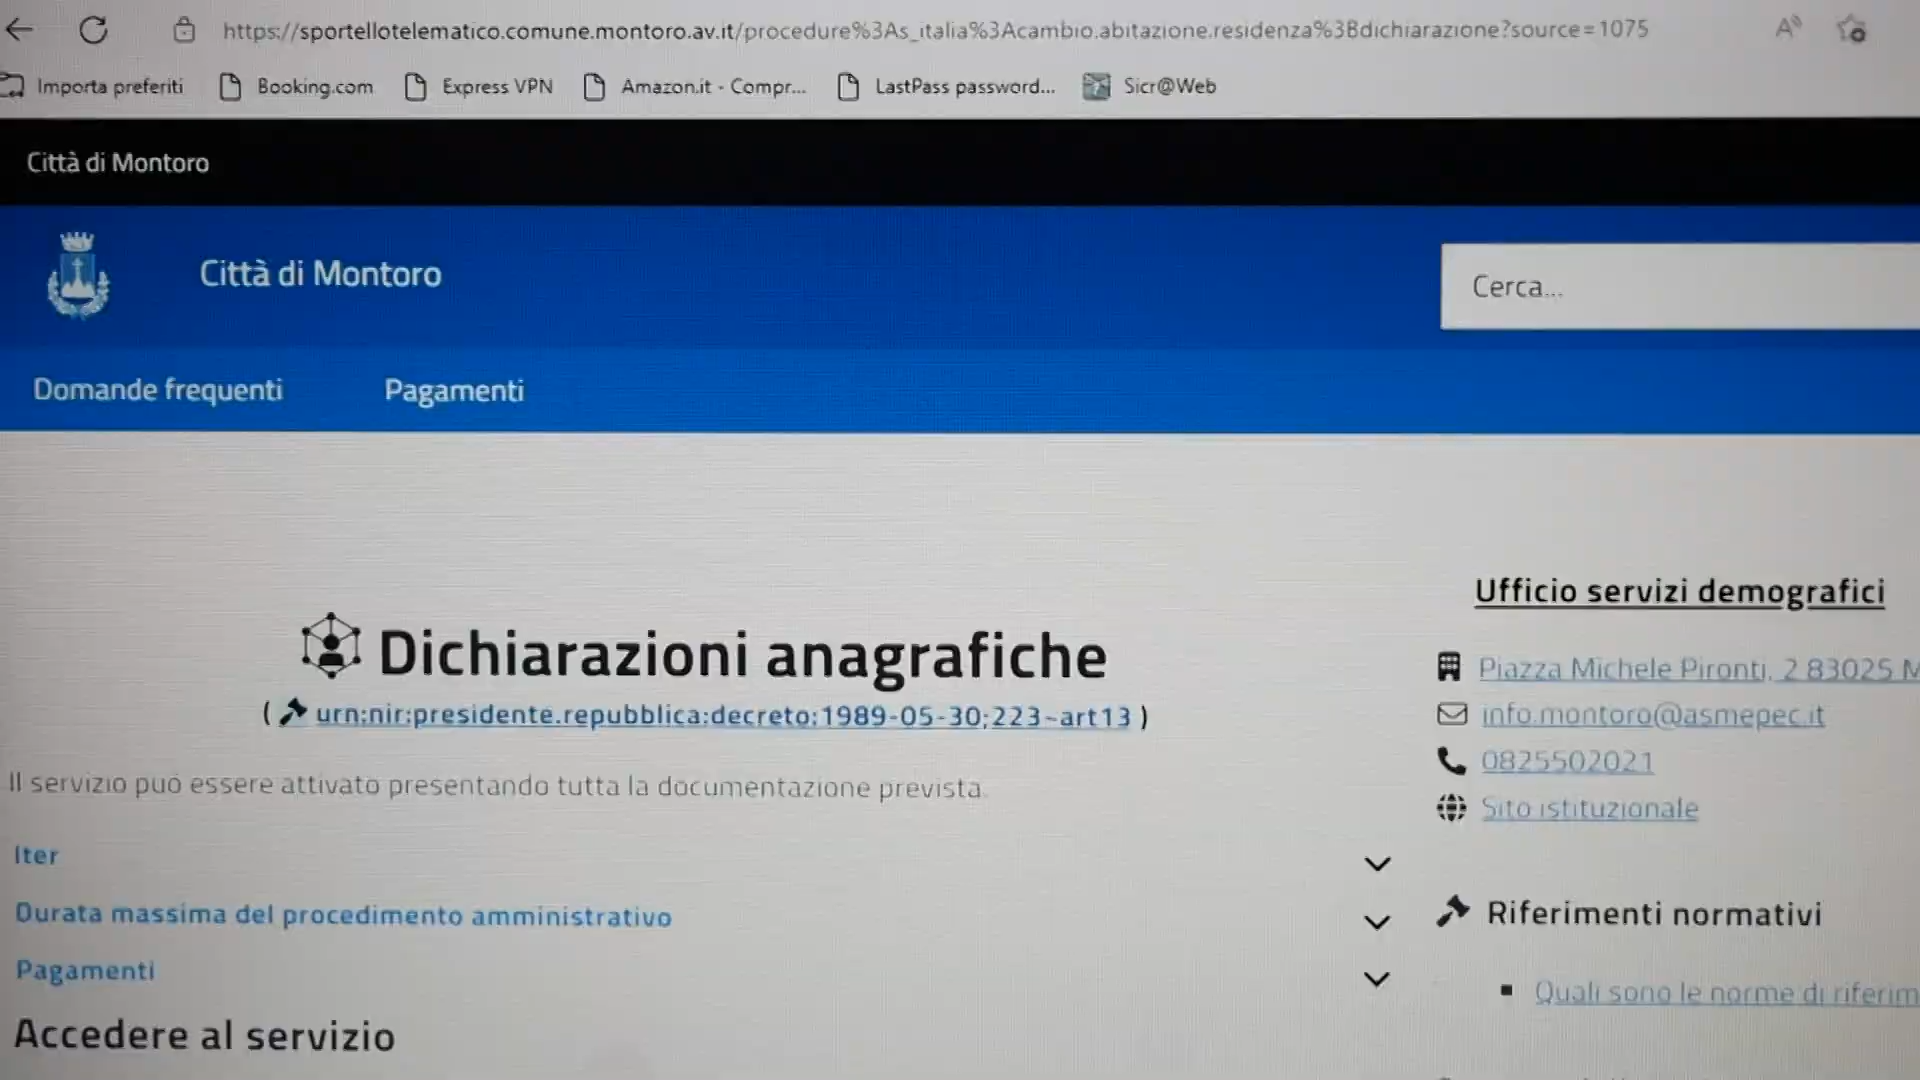 https://sportellotelematico.comune.montoro.av.it/procedure%3As_italia%3Acambio.abitazione.residenza%3Bdichiarazione?source=1075
Importa preferiti
Booking.com
Express VPN
Amazon.it - Compr...
LastPass password...
Sicr@Web
Città di Montoro
Città di Montoro
Cerca...
Domande frequenti
Pagamenti
Dichiarazioni anagrafiche
( urn:nir:presidente.repubblica:decreto:1989-05-30;223~art13 )
Il servizio può essere attivato presentando tutta la documentazione prevista.
Iter
Durata massima del procedimento amministrativo
Pagamenti
Accedere al servizio
Ufficio servizi demografici
Piazza Michele Pironti, 2 83025 M
info.montoro@asmepec.it
0825502021
Sito istituzionale
Riferimenti normativi
Quali sono le norme di riferim